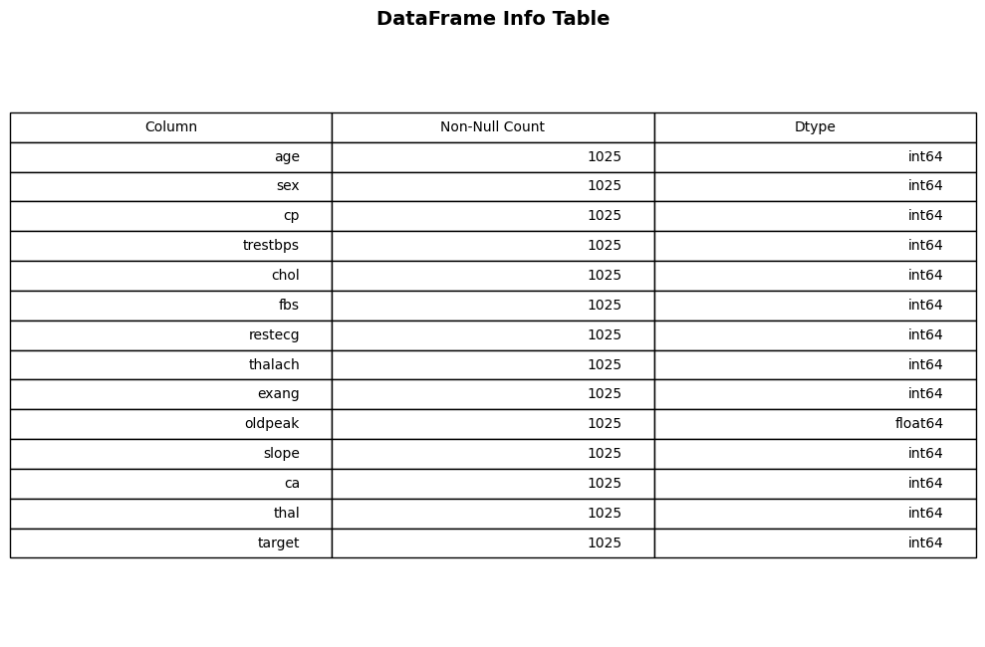 DataFrame Info Table
Column Non-Null Count Dtype
age 1025 int64
sex 1025 int64
cp 1025 int64
trestbps 1025 int64
chol 1025 int64
fbs 1025 int64
restecg 1025 int64
thalach 1025 int64
exang 1025 int64
oldpeak 1025 float64
slope 1025 int64
ca 1025 int64
thal 1025 int64
target 1025 int64